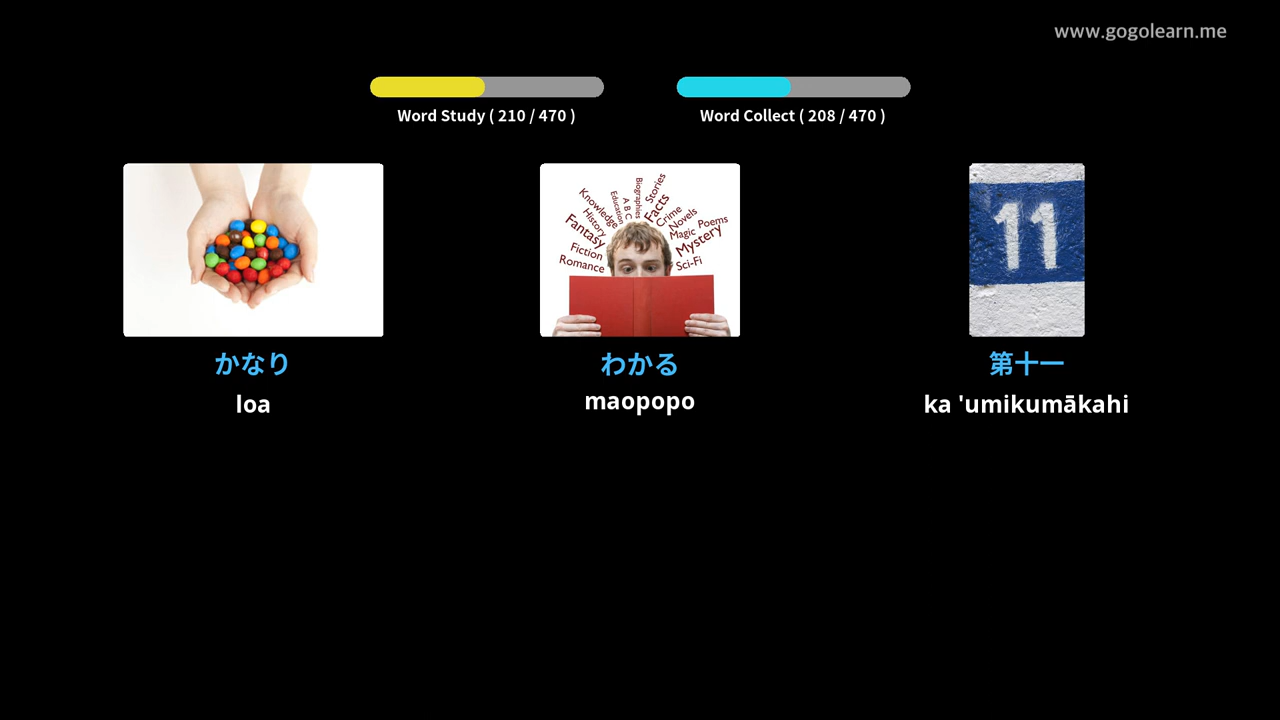 www.gogolearn.me
Word Study ( 210 / 470 )
Word Collect ( 208 / 470 )
Knowledge
History
Fantasy
Fiction
Romance
Education
A B C
Biographies
Stories
Facts
Crime
Novels
Magic
Poems
Mystery
Sci-Fi
11
かなり
loa
わかる
maopopo
第十一
ka 'umikumākahi